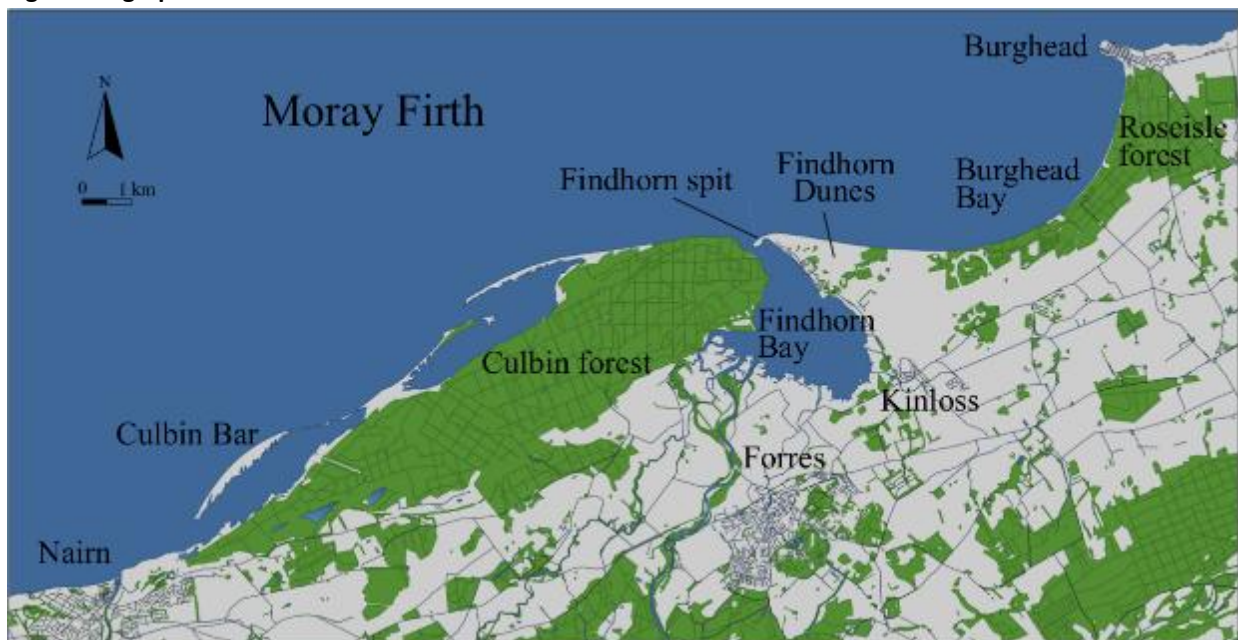 Burghead
N
Moray Firth
Roseisle
forest
Findhorn
Dunes
Burghead
Bay
Findhorn spit
0 1 km
Findhorn
Bay
Culbin forest
Kinloss
Culbin Bar
Forres
Nairn